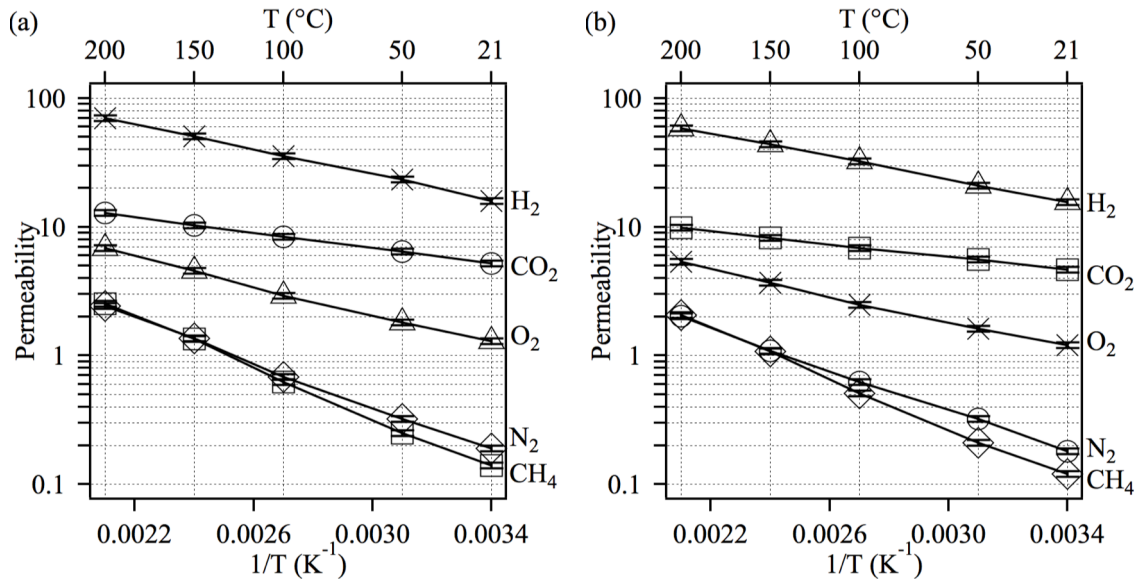 (a)
T (°C)
200 150 100 50 21
100
10
1
0.1
Permeability
H2
CO2
O2
N2
CH4
0.0022 0.0026 0.0030 0.0034
1/T (K-1)
(b)
T (°C)
200 150 100 50 21
100
10
1
0.1
Permeability
H2
CO2
O2
N2
CH4
0.0022 0.0026 0.0030 0.0034
1/T (K-1)